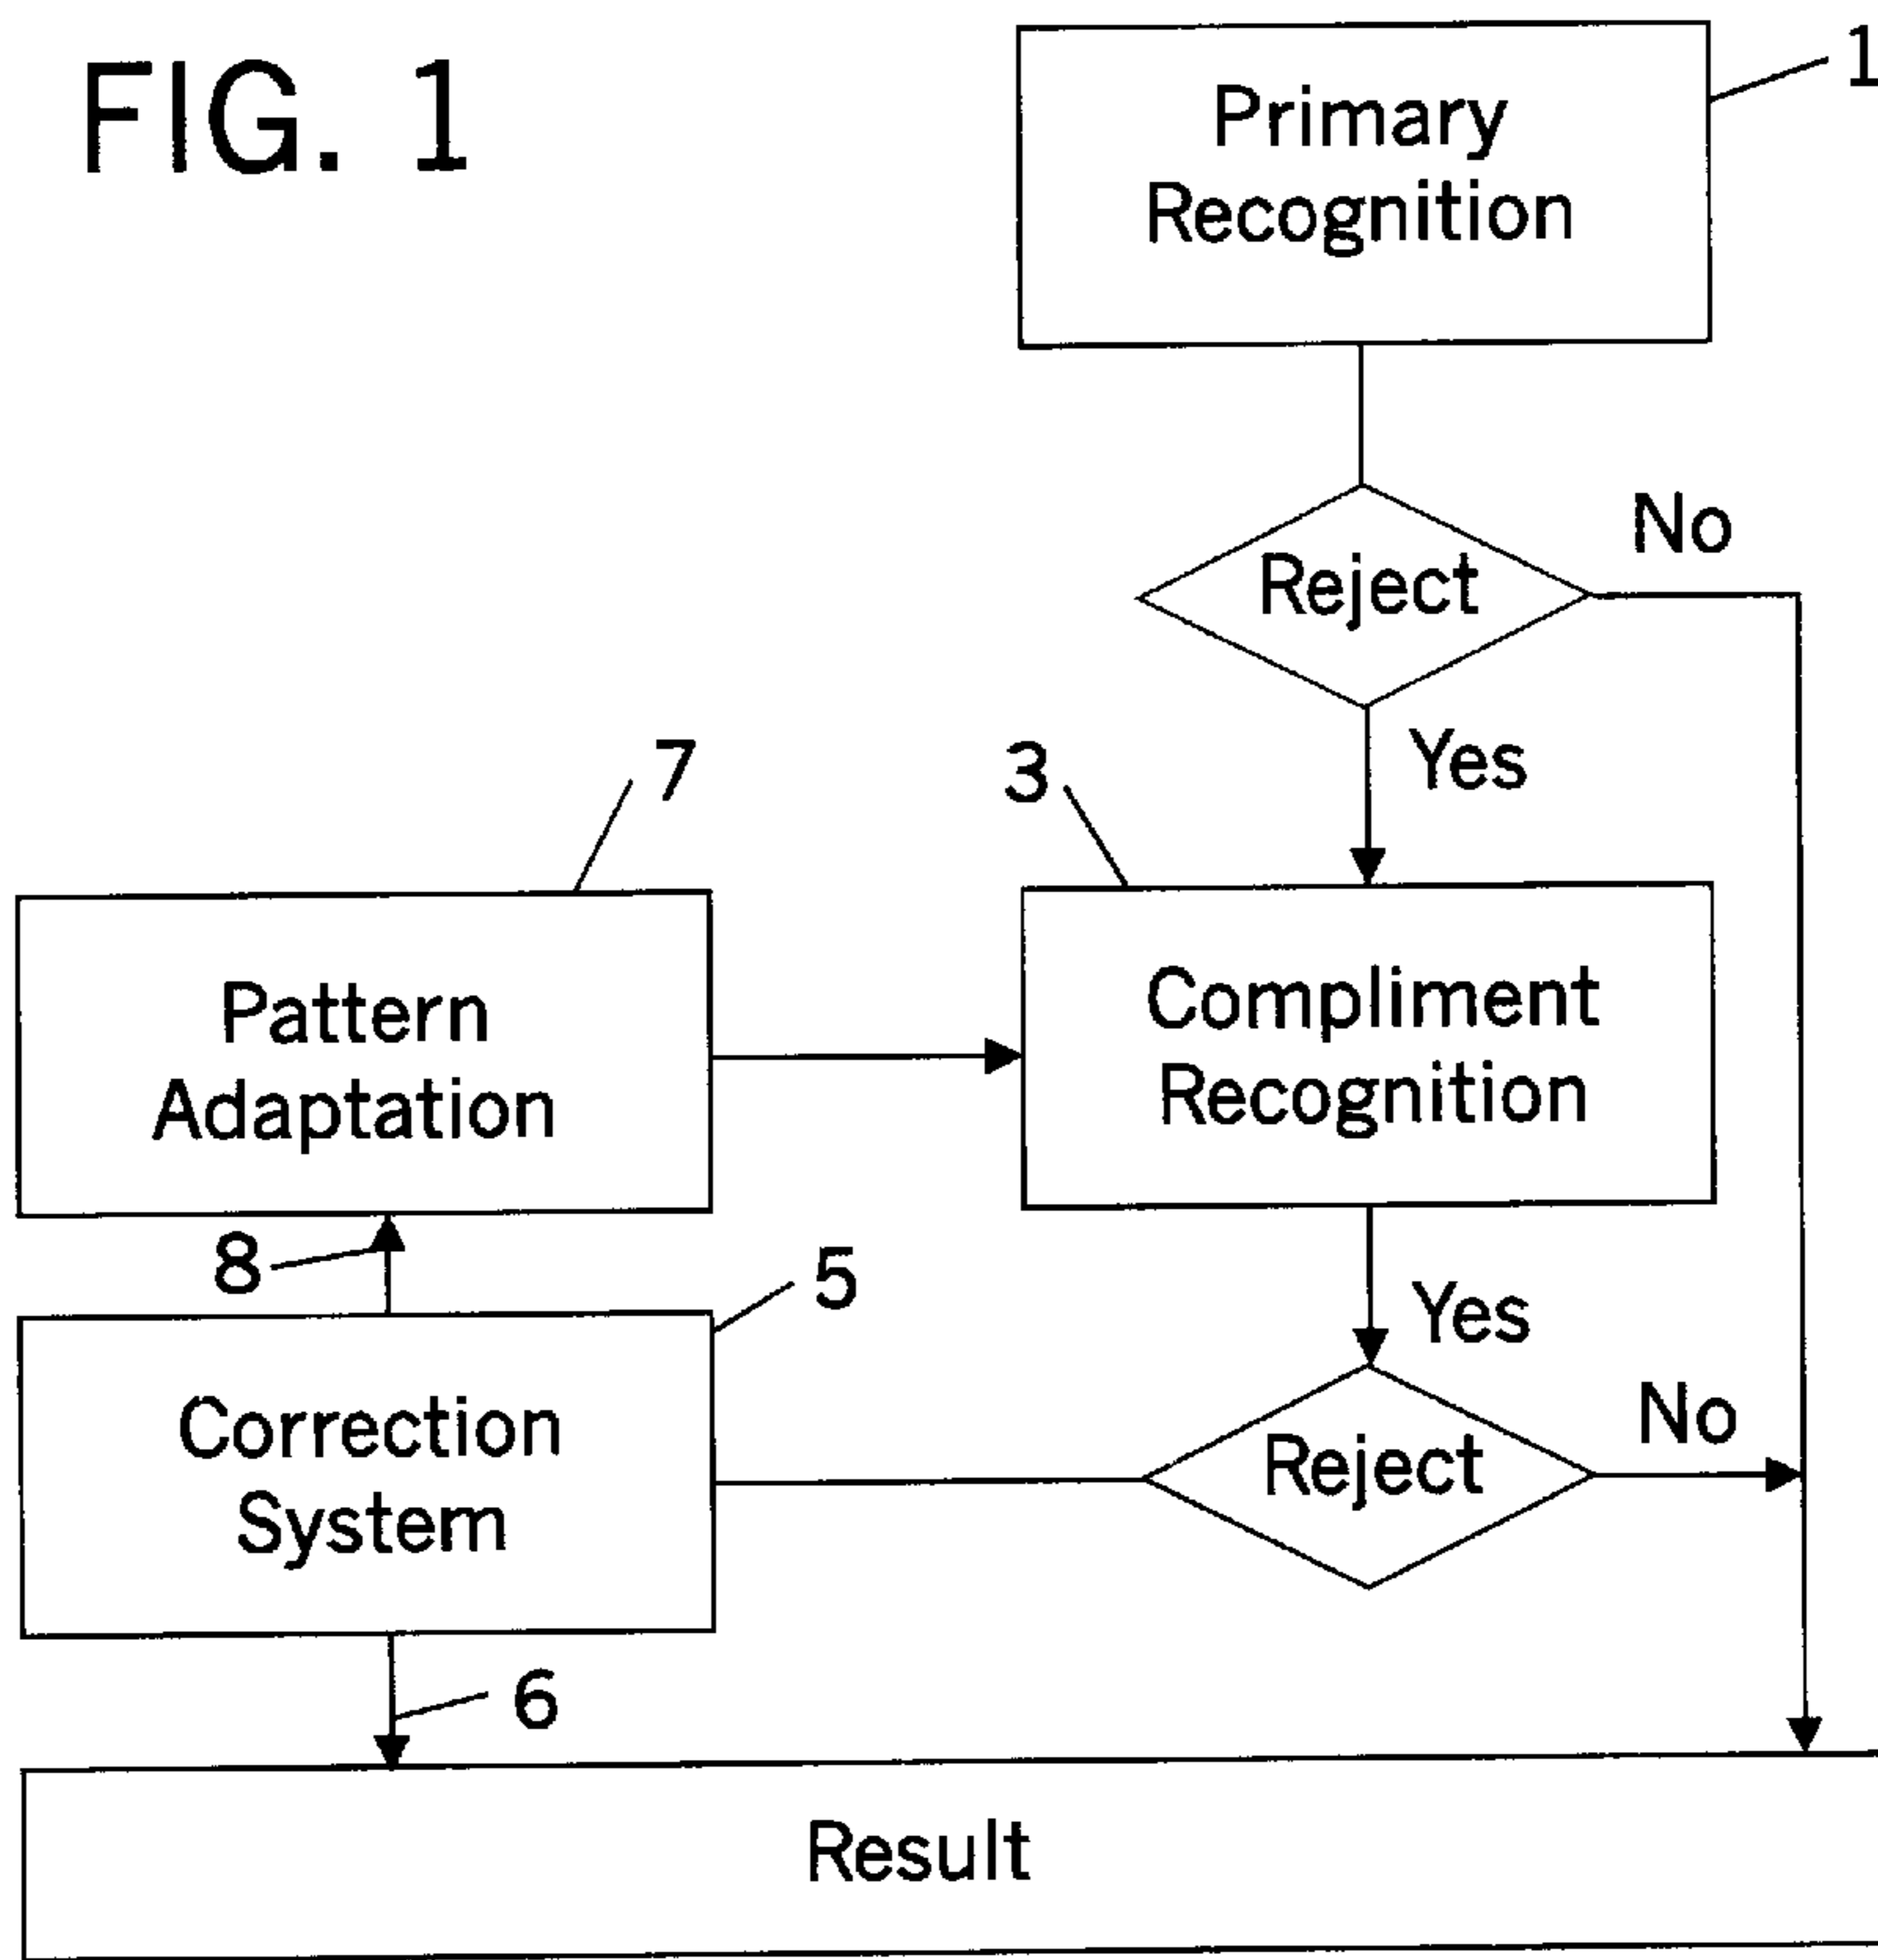 FIG. 1
Primary
Recognition
1
Reject
No
Yes
7
3
Pattern
Adaptation
Compliment
Recognition
8
5
Yes
Correction
System
Reject
No
6
Result